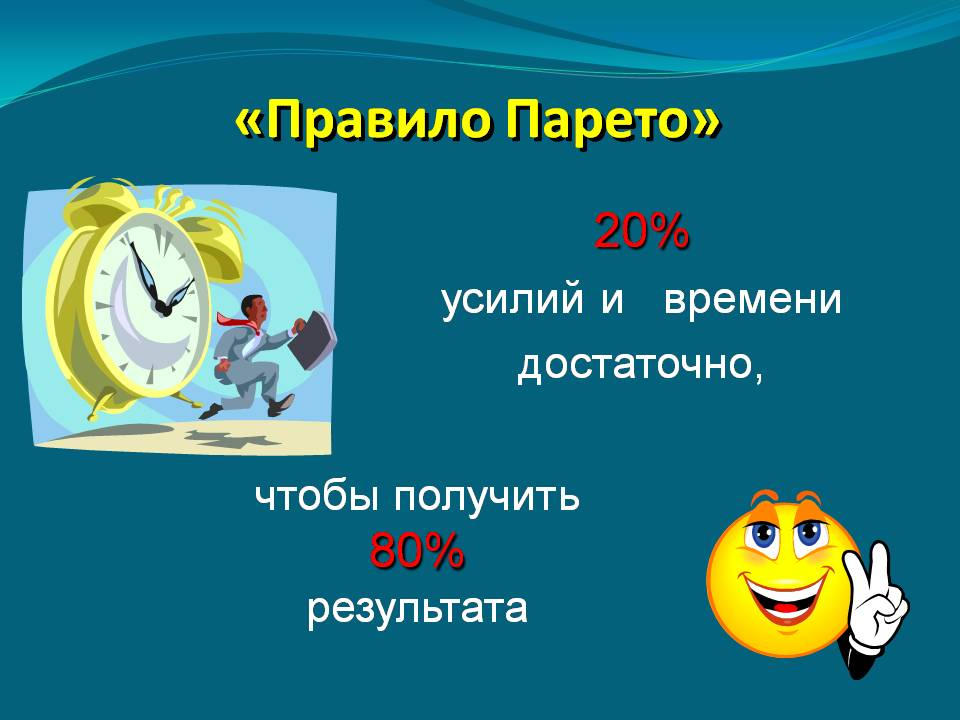 «Правило Парето»
20%
усилий и   времени
достаточно,
чтобы получить
80%
результата